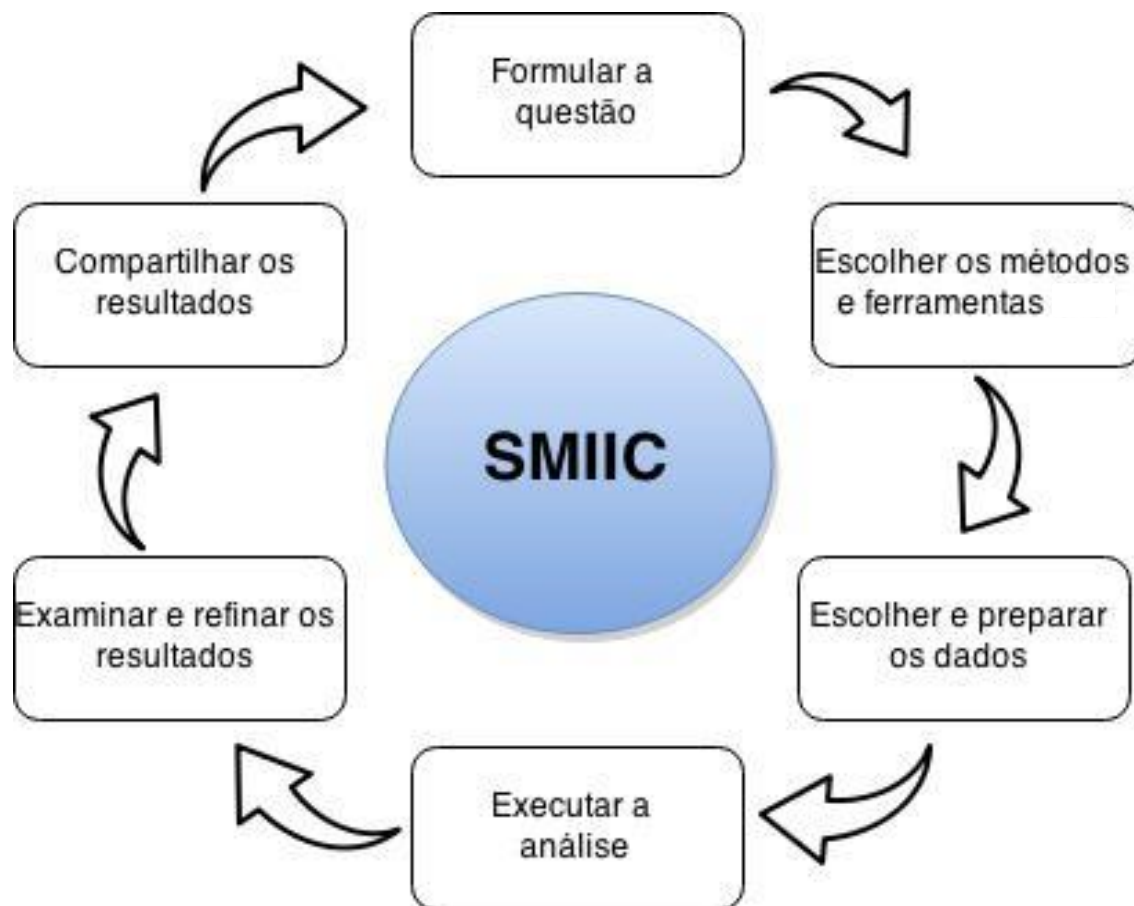 Formular a
questão
Escolher os métodos
e ferramentas
Escolher e preparar
os dados
Executar a
análise
Examinar e refinar os
resultados
Compartilhar os
resultados
SMIIC